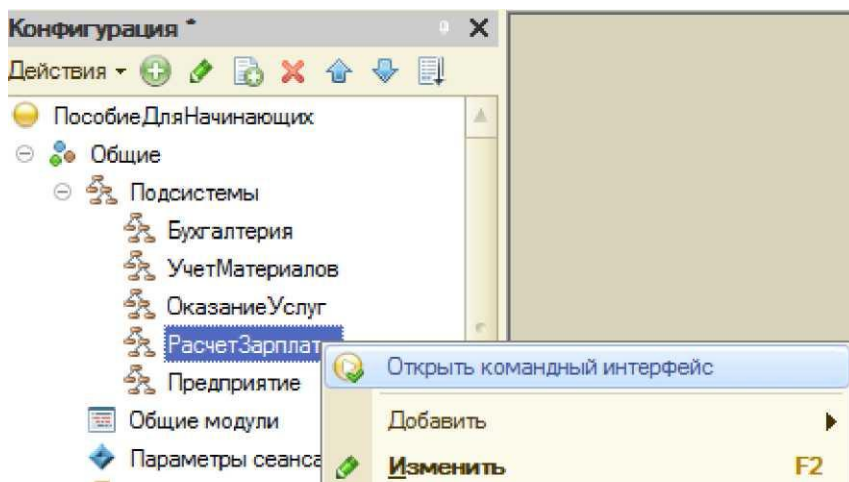 Конфигурация *
Действия
ПособиеДляНачинающих
Общие
Подсистемы
Бухгалтерия
УчетМатериалов
ОказаниеУслуг
РасчетЗарплат
Открыть командный интерфейс
Предприятие
Общие модули
Добавить
Параметры сеанса
Изменить F2